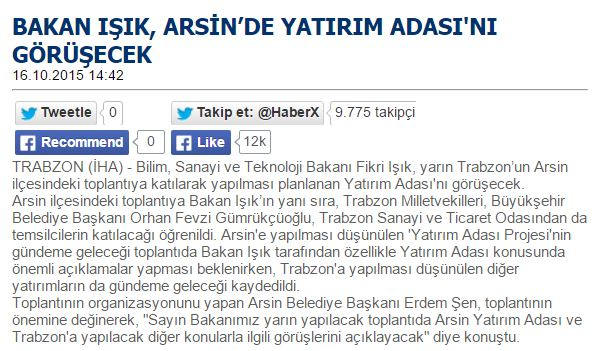 BAKAN IŞIK, ARSİN’DE YATIRIM ADASI'NI
GÖRÜŞECEK
16.10.2015 14:42
Tweetle 0 Takip et: @HaberX 9.775 takipçi
Recommend 0 Like 12k
TRABZON (İHA) - Bilim, Sanayi ve Teknoloji Bakanı Fikri Işık, yarın Trabzon’un Arsin
ilçesindeki toplantıya katılarak yapılması planlanan Yatırım Adası'nı görüşecek.
Arsin ilçesindeki toplantıya Bakan Işık’ın yanı sıra, Trabzon Milletvekilleri, Büyükşehir
Belediye Başkanı Orhan Fevzi Gümrükçüoğlu, Trabzon Sanayi ve Ticaret Odasından da
temsilcilerin katılacağı öğrenildi. Arsin'e yapılması düşünülen 'Yatırım Adası Projesi'nin
gündeme geleceği toplantıda Bakan Işık tarafından özellikle Yatırım Adası konusunda
önemli açıklamalar yapması beklenirken, Trabzon'a yapılması düşünülen diğer
yatırımların da gündeme geleceği kaydedildi.
Toplantının organizasyonunu yapan Arsin Belediye Başkanı Erdem Şen, toplantının
önemine değinerek, "Sayın Bakanımız yarın yapılacak toplantıda Arsin Yatırım Adası ve
Trabzon'a yapılacak diğer konularla ilgili görüşlerini açıklayacak" diye konuştu.